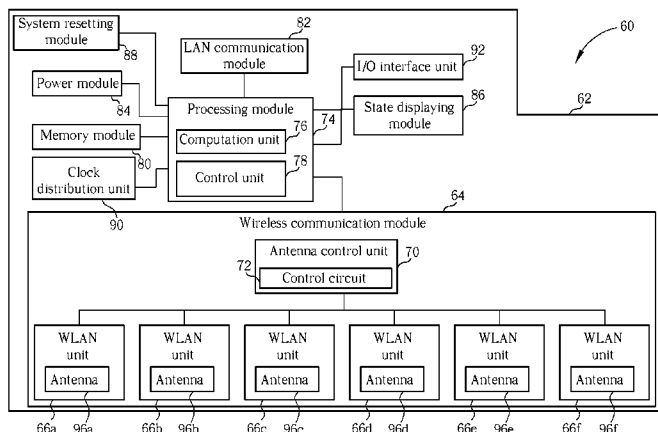 System resetting
module
88
82
LAN communication
module
92
I/O interface unit
60
Power module
84
Processing module
86
State displaying
module
62
76
74
Computation unit
Memory module
80
78
Control unit
Clock
distribution unit
90
64
Wireless communication module
Antenna control unit
70
72
Control circuit
WLAN
unit
WLAN
unit
WLAN
unit
WLAN
unit
WLAN
unit
WLAN
unit
Antenna
Antenna
Antenna
Antenna
Antenna
Antenna
66a 96a 66b 96b 66c 96c 66d 96d 66e 96e 66f 96f